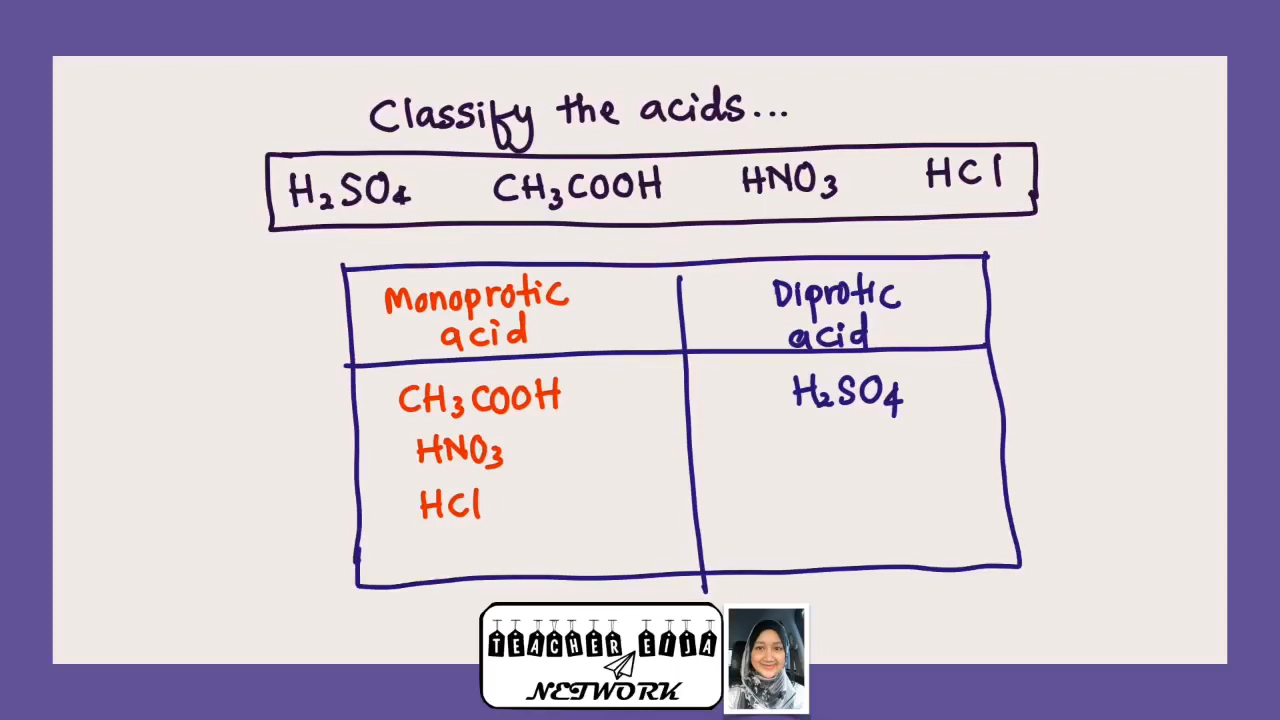 Classify the acids...
H₂SO₄ CH₃COOH HNO₃ HCl
Monoprotic acid
Diprotic acid
CH₃COOH
HNO₃
HCl
H₂SO₄
TEACHER EIJA
NETWORK